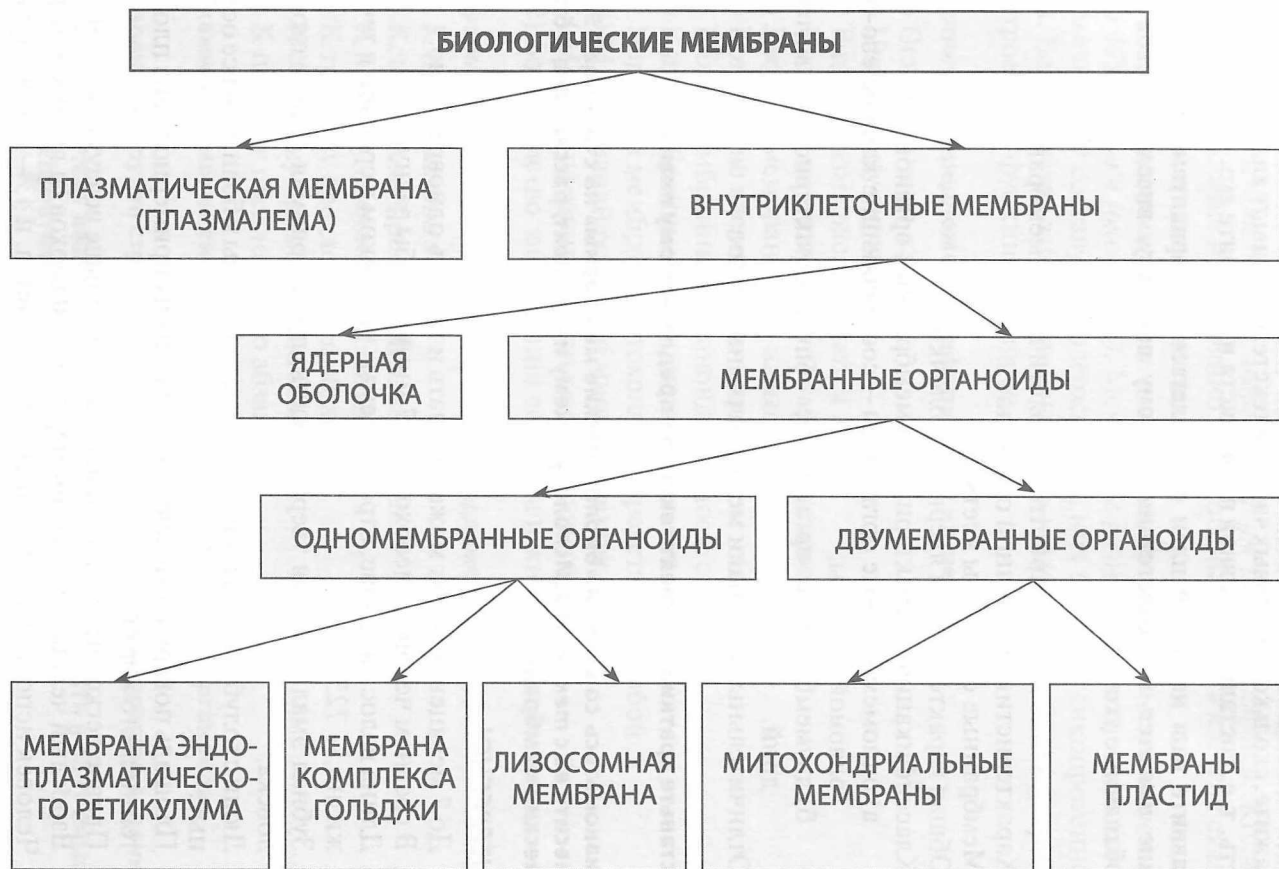 БИОЛОГИЧЕСКИЕ МЕМБРАНЫ
ПЛАЗМАТИЧЕСКАЯ МЕМБРАНА
(ПЛАЗМАЛЕМА)
ВНУТРИКЛЕТОЧНЫЕ МЕМБРАНЫ
ЯДЕРНАЯ
ОБОЛОЧКА
МЕМБРАННЫЕ ОРГАНОИДЫ
ОДНОМЕМБРАННЫЕ ОРГАНОИДЫ
ДВУМЕМБРАННЫЕ ОРГАНОИДЫ
МЕМБРАНА ЭНДО-
ПЛАЗМАТИЧЕСКО-
ГО РЕТИКУЛУМА
МЕМБРАНА
КОМПЛЕКСА
ГОЛЬДЖИ
ЛИЗОСОМНАЯ
МЕМБРАНА
МИТОХОНДРИАЛЬНЫЕ
МЕМБРАНЫ
МЕМБРАНЫ
ПЛАСТИД